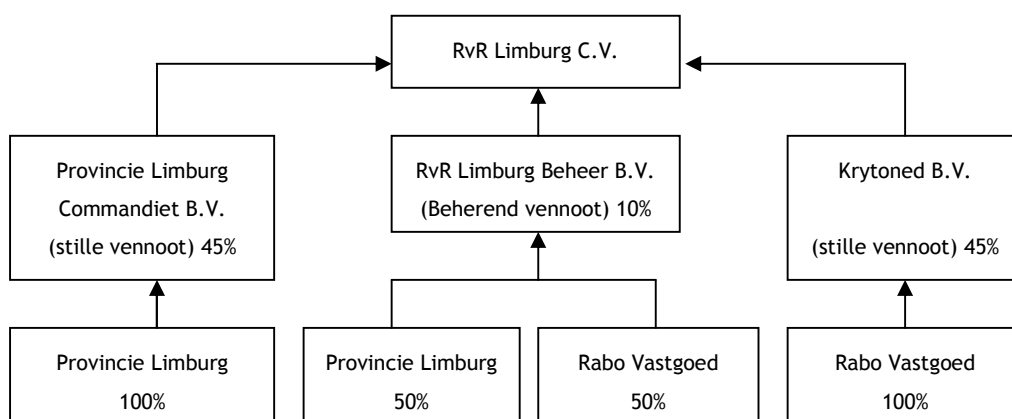 RvR Limburg C.V.
Provincie Limburg
Commandiet B.V.
(stille vennoot) 45%
RvR Limburg Beheer B.V.
(Beherend vennoot) 10%
Krytoned B.V.
(stille vennoot) 45%
Provincie Limburg
100%
Provincie Limburg
50%
Rabo Vastgoed
50%
Rabo Vastgoed
100%